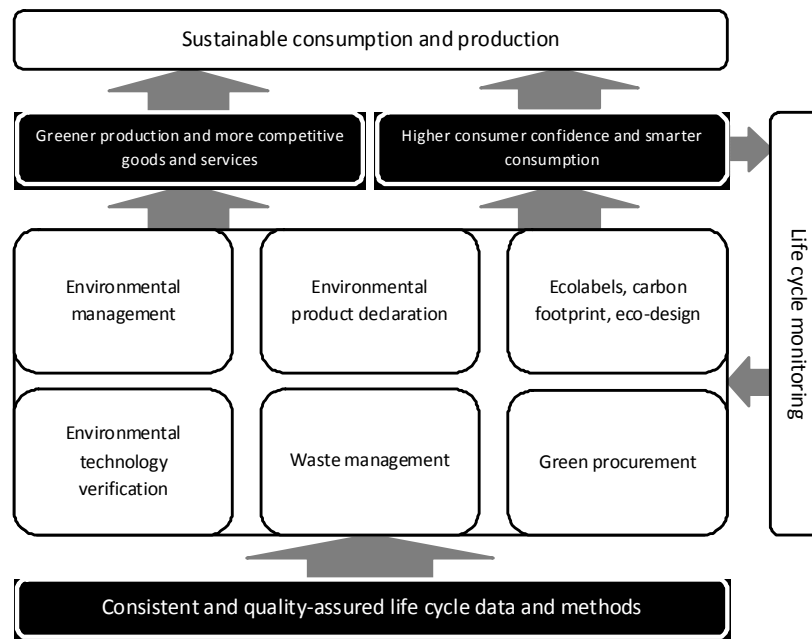 Sustainable consumption and production
Greener production and more competitive
goods and services
Higher consumer confidence and smarter
consumption
Life cycle monitoring
Environmental
management
Environmental
product declaration
Ecolabels, carbon
footprint, eco-design
Environmental
technology
verification
Waste management
Green procurement
Consistent and quality-assured life cycle data and methods